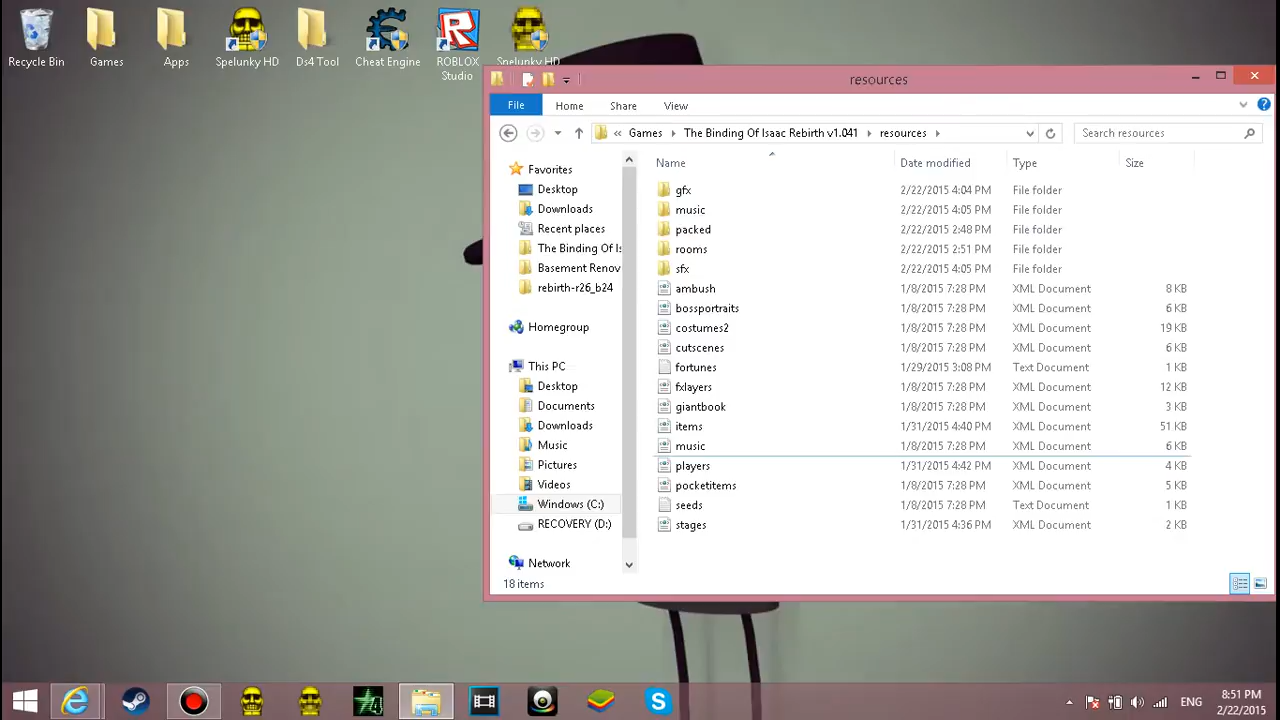 Recycle Bin
Games
Apps
Spelunky HD
Ds4 Tool
Cheat Engine
ROBLOX
Studio
Spelunky HD
resources
File
Home
Share
View
« Games
The Binding Of Isaac Rebirth v1.041
resources
Search resources
Name
Date modified
Type
Size
Favorites
Desktop
Downloads
Recent places
The Binding Of Is
Basement Renov
rebirth-r26_b24
Homegroup
This PC
Desktop
Documents
Downloads
Music
Pictures
Videos
Windows (C:)
RECOVERY (D:)
Network
gfx 2/22/2015 4:04 PM File folder
music 2/22/2015 4:05 PM File folder
packed 2/22/2015 2:48 PM File folder
rooms 2/22/2015 2:51 PM File folder
sfx 2/22/2015 4:05 PM File folder
ambush 1/8/2015 7:28 PM XML Document 8 KB
bossportraits 1/8/2015 7:28 PM XML Document 6 KB
costumes2 1/8/2015 7:28 PM XML Document 19 KB
cutscenes 1/8/2015 7:28 PM XML Document 6 KB
fortunes 1/29/2015 3:08 PM Text Document 1 KB
fxlayers 1/8/2015 7:28 PM XML Document 12 KB
giantbook 1/8/2015 7:28 PM XML Document 3 KB
items 1/31/2015 4:40 PM XML Document 51 KB
music 1/8/2015 7:28 PM XML Document 6 KB
players 1/31/2015 4:42 PM XML Document 4 KB
pocketitems 1/8/2015 7:28 PM XML Document 5 KB
seeds 1/8/2015 7:28 PM Text Document 1 KB
stages 1/31/2015 4:36 PM XML Document 2 KB
18 items
ENG
8:51 PM
2/22/2015